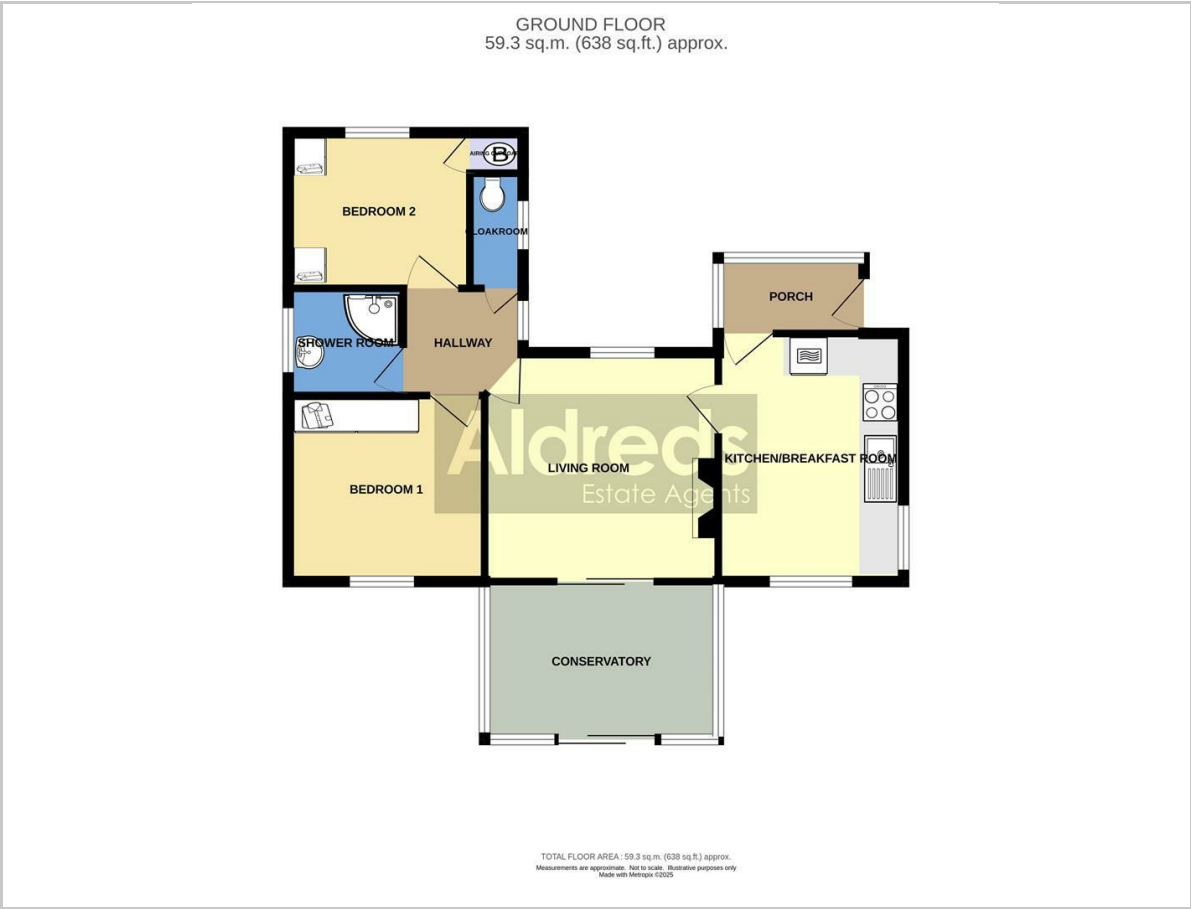 GROUND FLOOR
59.3 sq.m. (638 sq.ft.) approx.
B
BEDROOM 2
CLOAKROOM
PORCH
SHOWER ROOM
HALLWAY
Aldreds
Estate Agents
KITCHEN/BREAKFAST ROOM
LIVING ROOM
BEDROOM 1
CONSERVATORY
TOTAL FLOOR AREA : 59.3 sq.m. (638 sq.ft.) approx.
Measurements are approximate. Not to scale. Illustrative purposes only
Made with Metropix ©2025